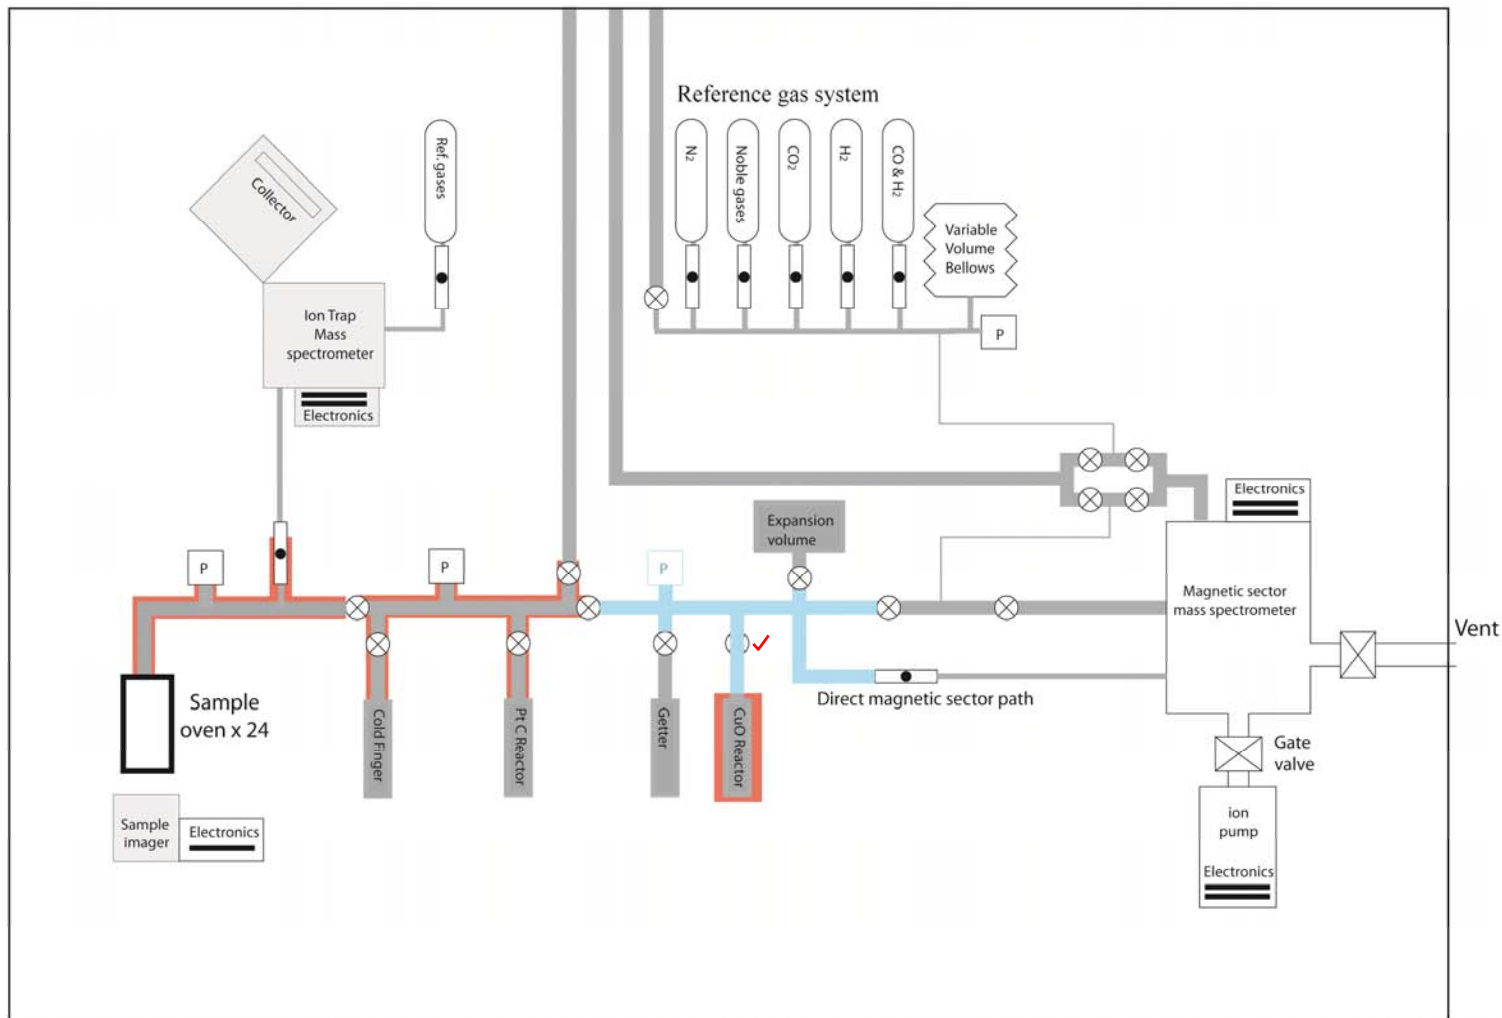 Reference gas system
Ref. gases
N2
Noble gases
CO2
H2
CO & H2
Variable
Volume
Bellows
Collector
Ion Trap
Mass
spectrometer
P
Electronics
Electronics
Expansion
volume
P
P
P
Magnetic sector
mass spectrometer
Vent
Direct magnetic sector path
Sample
oven x 24
Cold Finger
Pt C Reactor
Getter
CuO Reactor
Gate
valve
Sample
imager
Electronics
ion
pump
Electronics